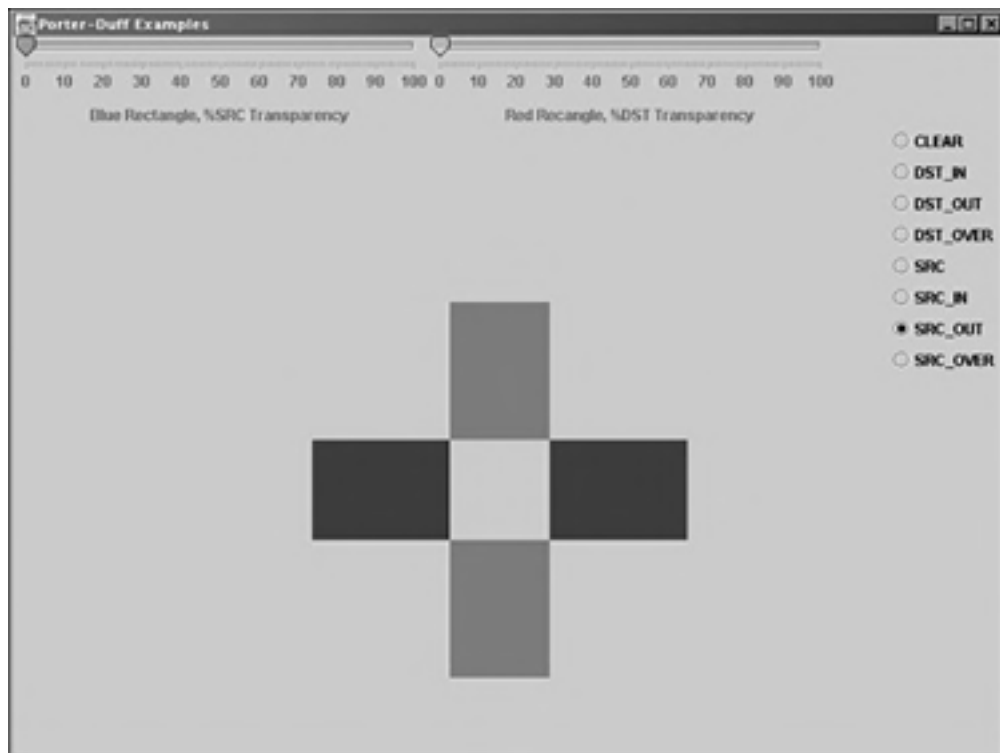 Porter-Duff Examples
0 10 20 30 40 50 60 70 80 90 100 0 10 20 30 40 50 60 70 80 90 100
Blue Rectangle, %SRC Transparency
Red Recangle, %DST Transparency
CLEAR
DST_IN
DST_OUT
DST_OVER
SRC
SRC_IN
SRC_OUT
SRC_OVER